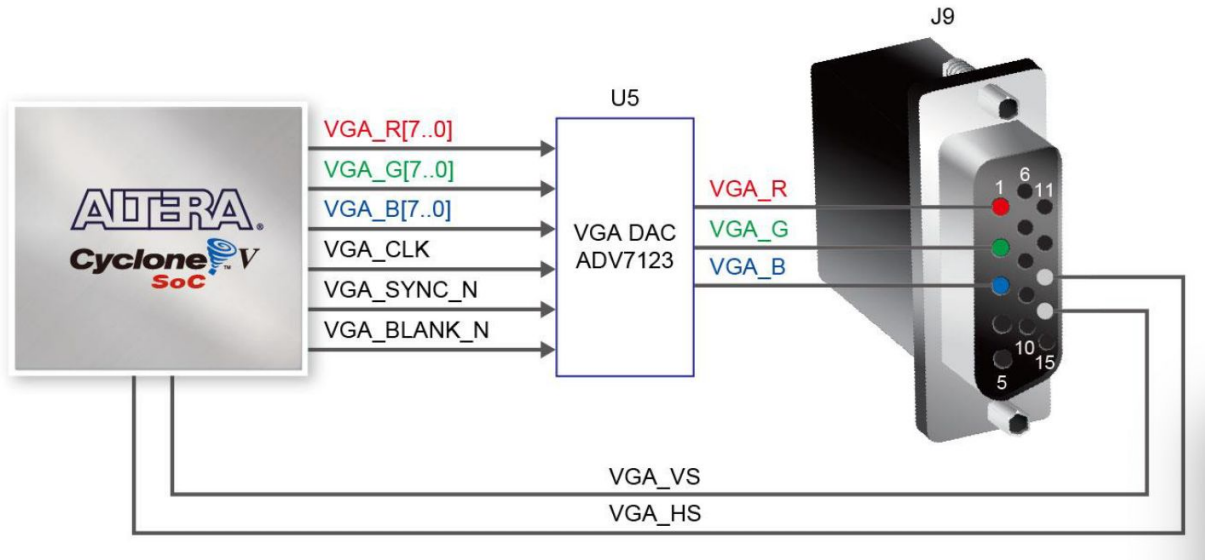 J9
U5
VGA_R[7..0]
VGA_G[7..0]
VGA_B[7..0]
VGA_CLK
VGA_SYNC_N
VGA_BLANK_N
ALTERA®
Cyclone™ V
SoC
VGA DAC
ADV7123
VGA_R
VGA_G
VGA_B
1
6
11
5
10
15
VGA_VS
VGA_HS